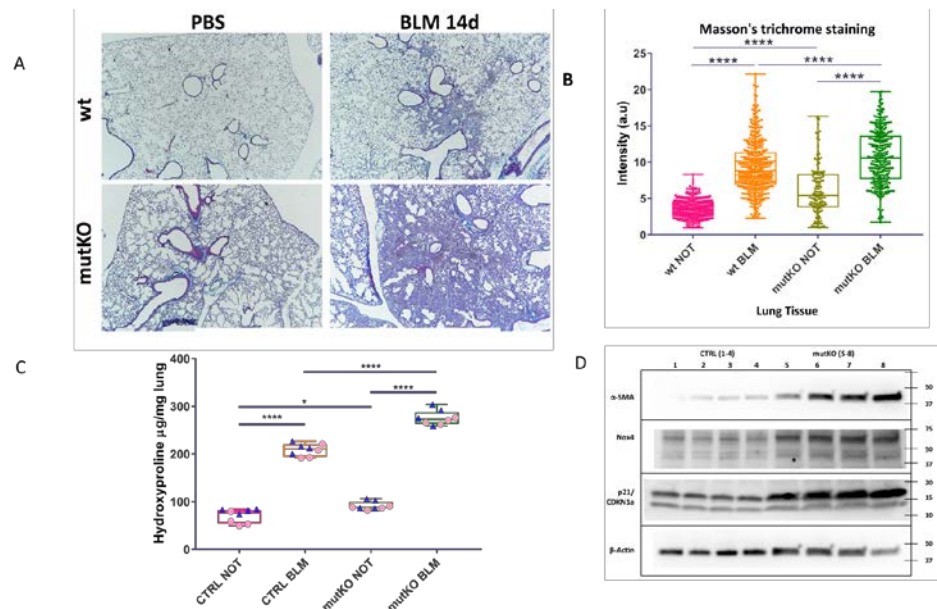 A
PBS
BLM 14d
wt
mutKO
B
Masson's trichrome staining
****
****
****
****
Intensity (a.u)
25
20
15
10
5
0
wt NOT
wt BLM
mutKO NOT
mutKO BLM
Lung Tissue
C
Hydroxyproline µg/mg lung
400
300
200
100
0
****
*
****
****
CTRL NOT
CTRL BLM
mutKO NOT
mutKO BLM
D
CTRL (1-4)
mutKO (5-8)
1 2 3 4 5 6 7 8
α-SMA
50
37
Nox4
75
50
37
p21/
CDKN1a
20
15
10
β-Actin
50
37